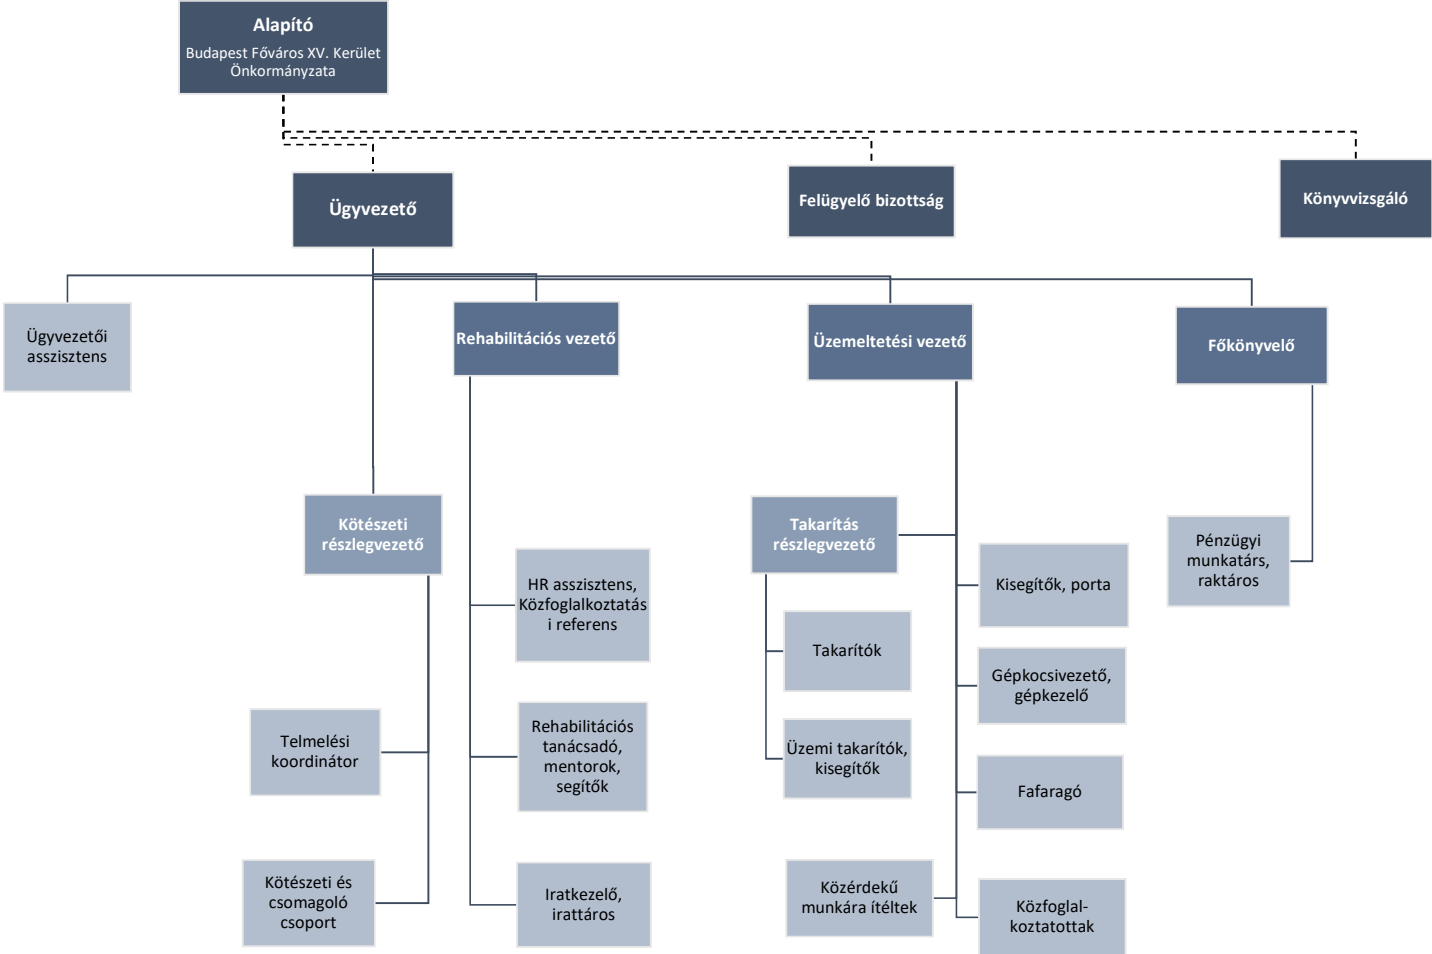 Alapító
Budapest Főváros XV. Kerület
Önkormányzata
Ügyvezető
Felügyelő bizottság
Könyvvizsgáló
Ügyvezetői
asszisztens
Rehabilitációs vezető
Üzemeltetési vezető
Főkönyvelő
Kötészeti
részlegvezető
Takarítás
részlegvezető
HR asszisztens,
Közfoglalkoztatás
i referens
Kisegítők, porta
Pénzügyi
munkatárs,
raktáros
Takarítók
Gépkocsivezető,
gépkezelő
Telmelési
koordinátor
Rehabilitációs
tanácsadó,
mentorok,
segítők
Üzemi takarítók,
kisegítők
Fafaragó
Kötészeti és
csomagoló
csoport
Iratkezelő,
irattáros
Közérdekű
munkára ítéltek
Közfoglal-
koztatottak